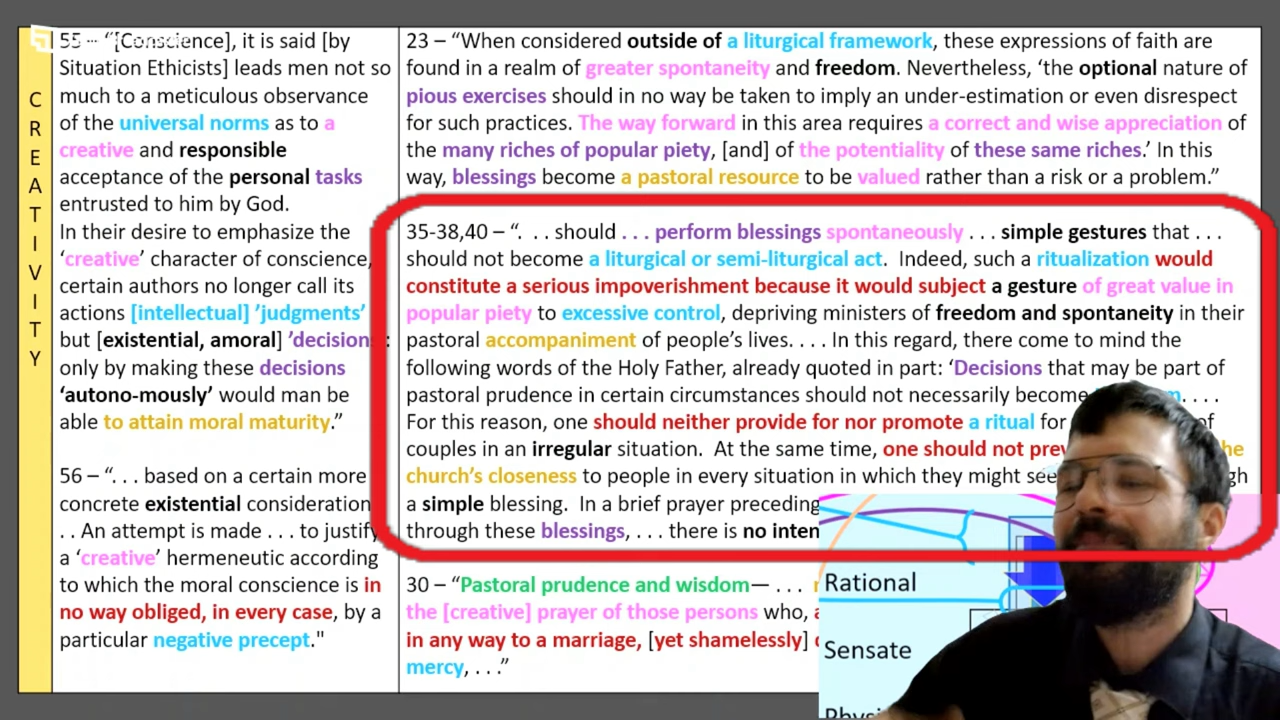 C
R
E
A
T
I
V
I
T
Y
55 – “[Conscience], it is said [by
Situation Ethicists] leads men not so
much to a meticulous observance
of the universal norms as to a
creative and responsible
acceptance of the personal tasks
entrusted to him by God.
In their desire to emphasize the
‘creative’ character of conscience,
certain authors no longer call its
actions [intellectual] ’judgments’
but [existential, amoral] ’decision :
only by making these decisions
‘autono-mously’ would man be
able to attain moral maturity.”
56 – “. . . based on a certain more
concrete existential consideration
. . An attempt is made . . . to justify
a ‘creative’ hermeneutic according
to which the moral conscience is in
no way obliged, in every case, by a
particular negative precept."
23 – “When considered outside of a liturgical framework, these expressions of faith are
found in a realm of greater spontaneity and freedom. Nevertheless, ‘the optional nature of
pious exercises should in no way be taken to imply an under-estimation or even disrespect
for such practices. The way forward in this area requires a correct and wise appreciation of
the many riches of popular piety, [and] of the potentiality of these same riches.’ In this
way, blessings become a pastoral resource to be valued rather than a risk or a problem.”
35-38,40 – “. . . should . . . perform blessings spontaneously . . . simple gestures that . . .
should not become a liturgical or semi-liturgical act. Indeed, such a ritualization would
constitute a serious impoverishment because it would subject a gesture of great value in
popular piety to excessive control, depriving ministers of freedom and spontaneity in their
pastoral accompaniment of people’s lives. . . . In this regard, there come to mind the
following words of the Holy Father, already quoted in part: ‘Decisions that may be part of
pastoral prudence in certain circumstances should not necessarily become . . . .
For this reason, one should neither provide for nor promote a ritual for of
couples in an irregular situation. At the same time, one should not the
church’s closeness to people in every situation in which they might
a simple blessing. In a brief prayer preceding
through these blessings, . . . there is no
30 – “Pastoral prudence and wisdom— . . .
the [creative] prayer of those persons who,
in any way to a marriage, [yet shamelessly]
mercy, . . .”
Rational
Sensate